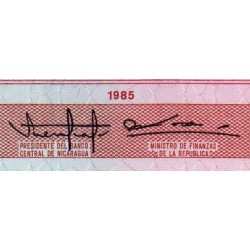 1985
PRESIDENTE DEL BANCO
CENTRAL DE NICARAGUA
MINISTRO DE FINANZAS
DE LA REPUBLICA